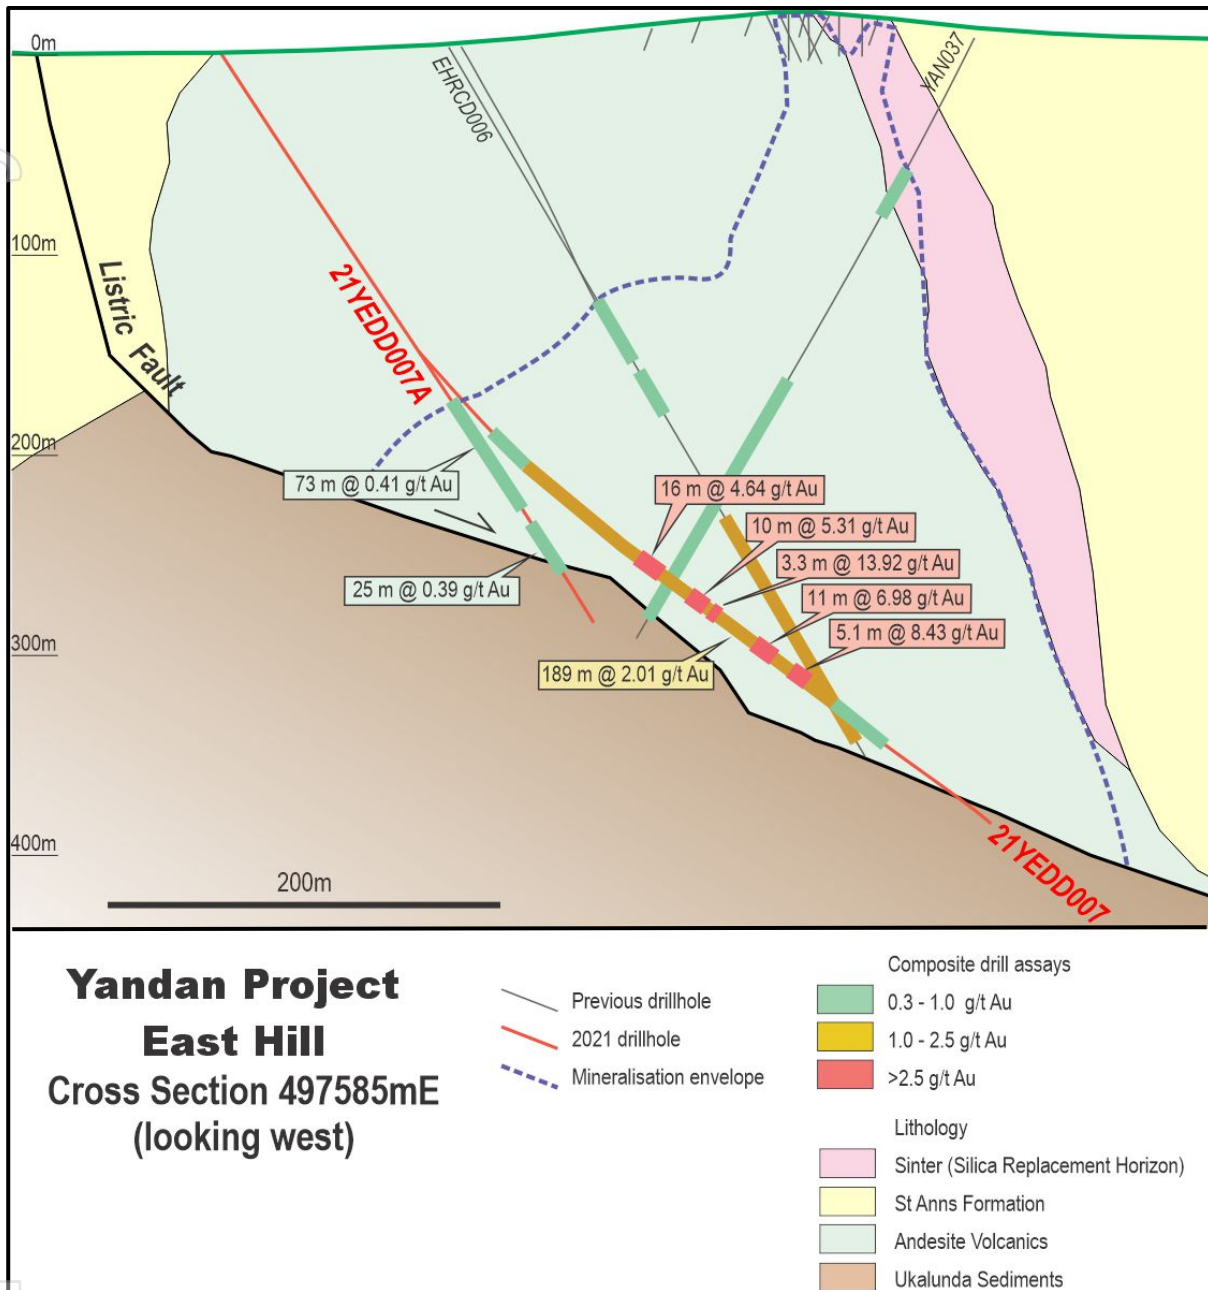 0m
100m
200m
300m
400m
EHRCD006
YAN037
Listric Fault
21YEDD007A
73 m @ 0.41 g/t Au
25 m @ 0.39 g/t Au
16 m @ 4.64 g/t Au
10 m @ 5.31 g/t Au
3.3 m @ 13.92 g/t Au
11 m @ 6.98 g/t Au
5.1 m @ 8.43 g/t Au
189 m @ 2.01 g/t Au
21YEDD007
200m
Yandan Project
East Hill
Cross Section 497585mE
(looking west)
Previous drillhole
2021 drillhole
Mineralisation envelope
Composite drill assays
0.3 - 1.0 g/t Au
1.0 - 2.5 g/t Au
>2.5 g/t Au
Lithology
Sinter (Silica Replacement Horizon)
St Anns Formation
Andesite Volcanics
Ukalunda Sediments